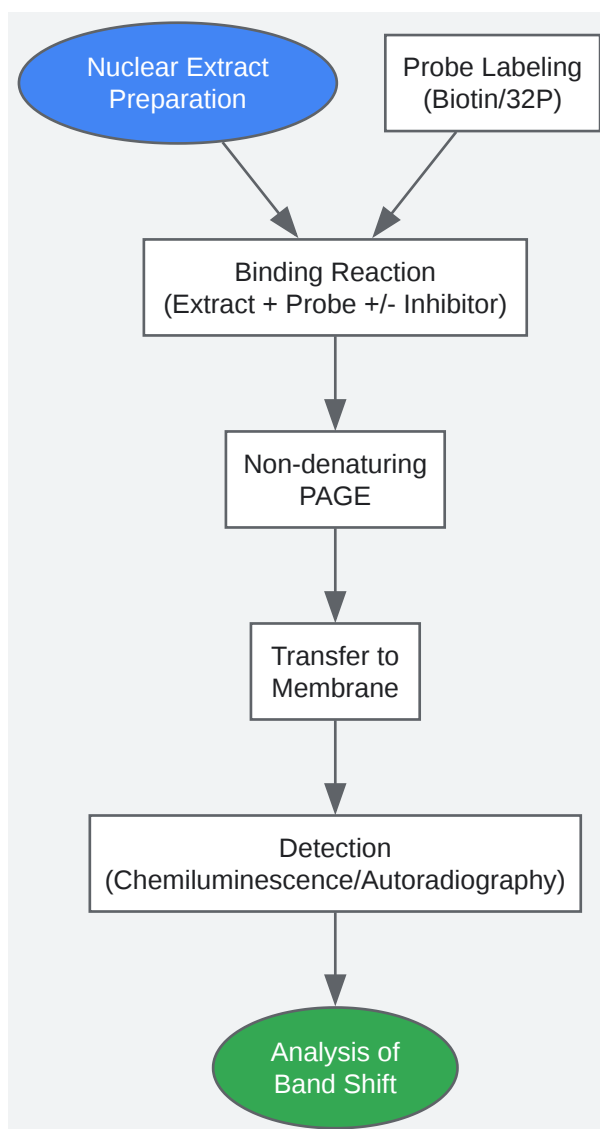 Nuclear Extract
Preparation
Probe Labeling
(Biotin/32P)
Binding Reaction
(Extract + Probe +/- Inhibitor)
Non-denaturing
PAGE
Transfer to
Membrane
Detection
(Chemiluminescence/Autoradiography)
Analysis of
Band Shift